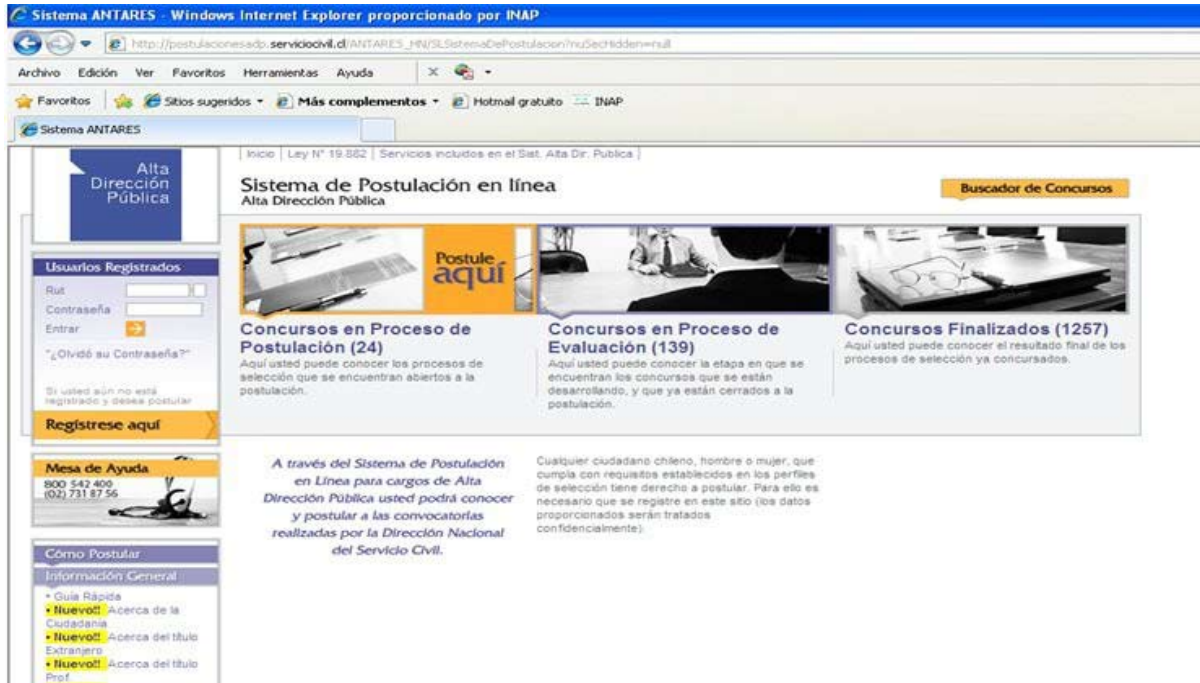 Sistema ANTARES - Windows Internet Explorer proporcionado por INAP
http://postulacionesadp.serviciocivil.cl/ANTARES_HN/SLSistemaDePostulacion?nuSecHidden=null
Archivo Edición Ver Favoritos Herramientas Ayuda
Favoritos Sitios sugeridos Más complementos Hotmail gratuito INAP
Sistema ANTARES
Inicio | Ley N° 19.882 | Servicios incluidos en el Sist. Alta Dir. Publica |
Alta
Dirección
Pública
Sistema de Postulación en línea
Alta Dirección Pública
Buscador de Concursos
Usuarios Registrados
Rut
Contraseña
Entrar
"¿Olvidó su Contraseña?"
Si usted aún no está
registrado y desea postular
Regístrese aquí
Mesa de Ayuda
800 542 400
(02) 731 87 56
Cómo Postular
Información General
• Guía Rápida
• Nuevo!! Acerca de la
Ciudadanía
• Nuevo!! Acerca del título
Extranjero
• Nuevo!! Acerca del título
Prof.
Postule
aquí
Concursos en Proceso de
Postulación (24)
Aquí usted puede conocer los procesos de
selección que se encuentran abiertos a la
postulación.
Concursos en Proceso de
Evaluación (139)
Aquí usted puede conocer la etapa en que se
encuentran los concursos que se están
desarrollando, y que ya están cerrados a la
postulación.
Concursos Finalizados (1257)
Aquí usted puede conocer el resultado final de los
procesos de selección ya concursados.
A través del Sistema de Postulación
en Línea para cargos de Alta
Dirección Pública usted podrá conocer
y postular a las convocatorias
realizadas por la Dirección Nacional
del Servicio Civil.
Cualquier ciudadano chileno, hombre o mujer, que
cumpla con requisitos establecidos en los perfiles
de selección tiene derecho a postular. Para ello es
necesario que se registre en este sitio (los datos
proporcionados serán tratados
confidencialmente)